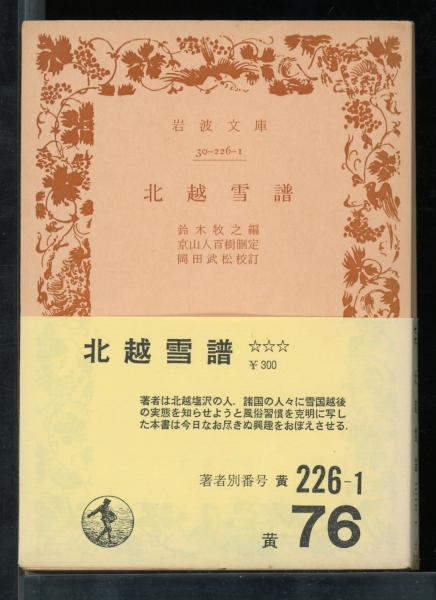 岩波文庫
30-226-1
北越雪譜
鈴木牧之編
京山人百樹刪定
岡田武松校訂
北越雪譜 ☆☆☆
¥300
著者は北越塩沢の人。諸国の人々に雪国越後
の実態を知らせようと風俗習慣を克明に写し
た本書は今日なお尽きぬ興趣をおぼえさせる。
著者別番号 黄 226-1
黄 76